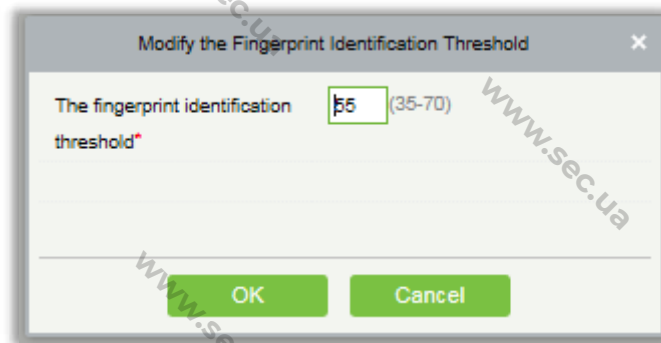 Modify the Fingerprint Identification Threshold ×
The fingerprint identification 55 (35-70)
threshold*
OK Cancel
www.sec.ua
www.sec.ua